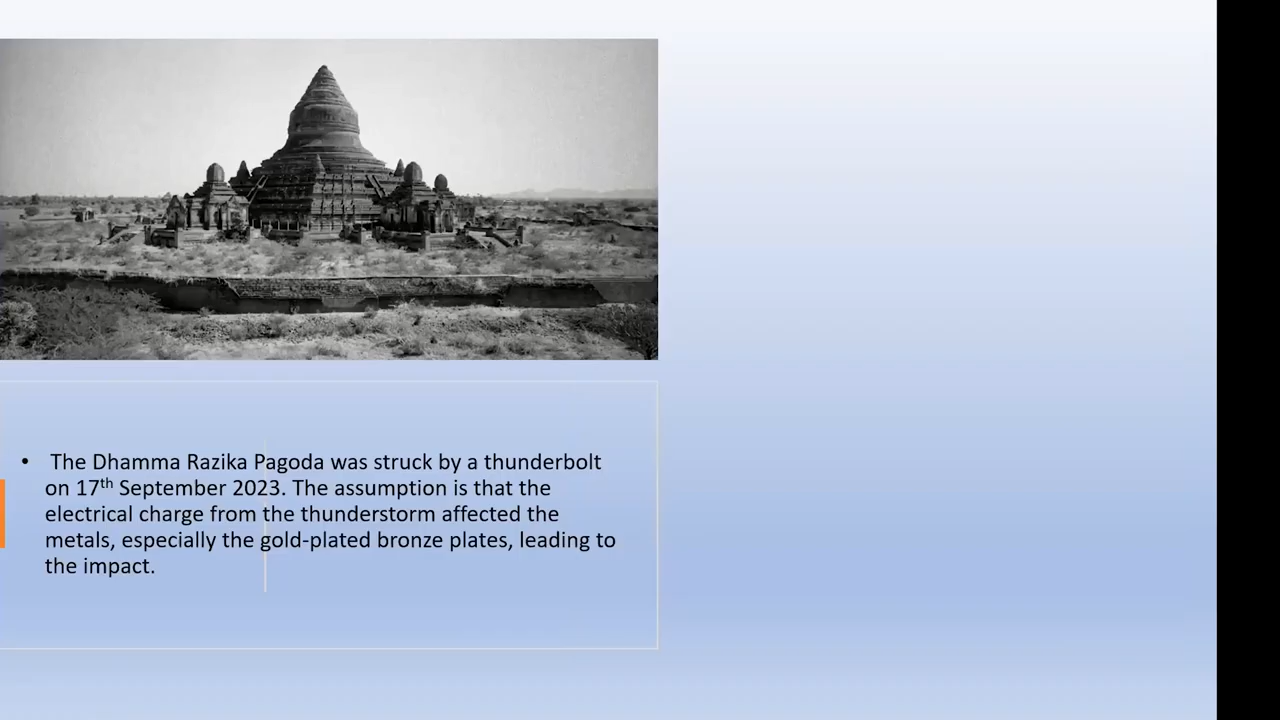 • The Dhamma Razika Pagoda was struck by a thunderbolt
on 17th September 2023. The assumption is that the
electrical charge from the thunderstorm affected the
metals, especially the gold-plated bronze plates, leading to
the impact.